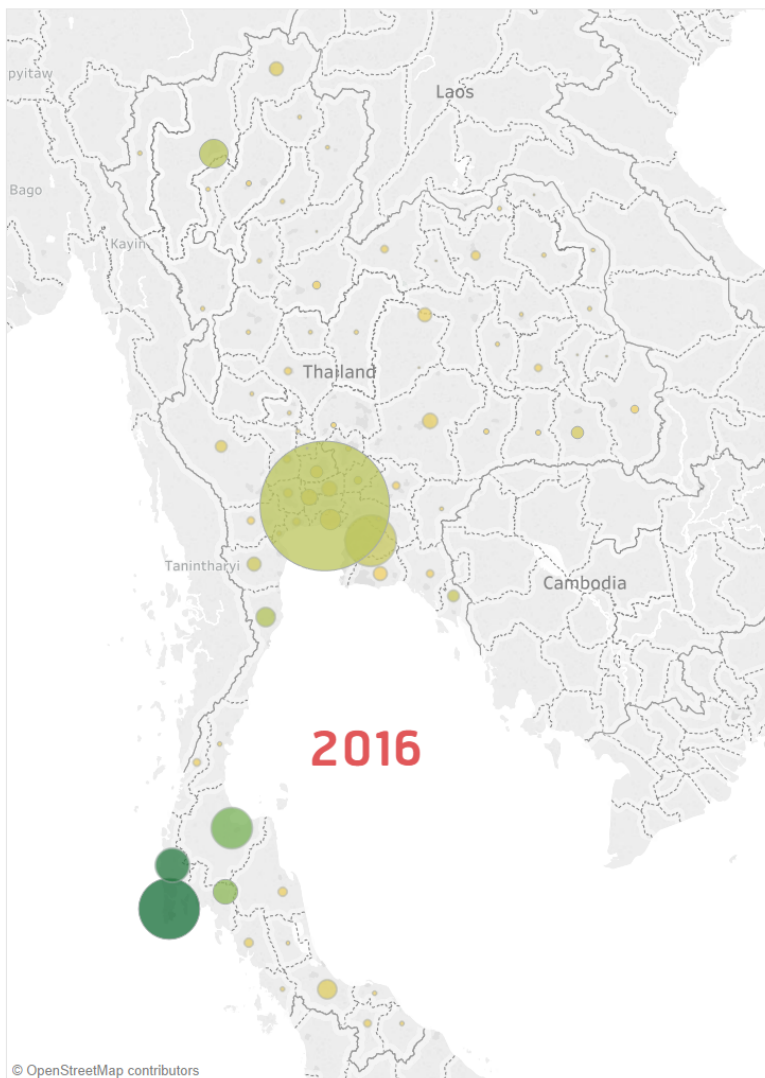 pyitaw
Laos
Bago
Kayin
Thailand
Tanintharyi
Cambodia
2016
© OpenStreetMap contributors